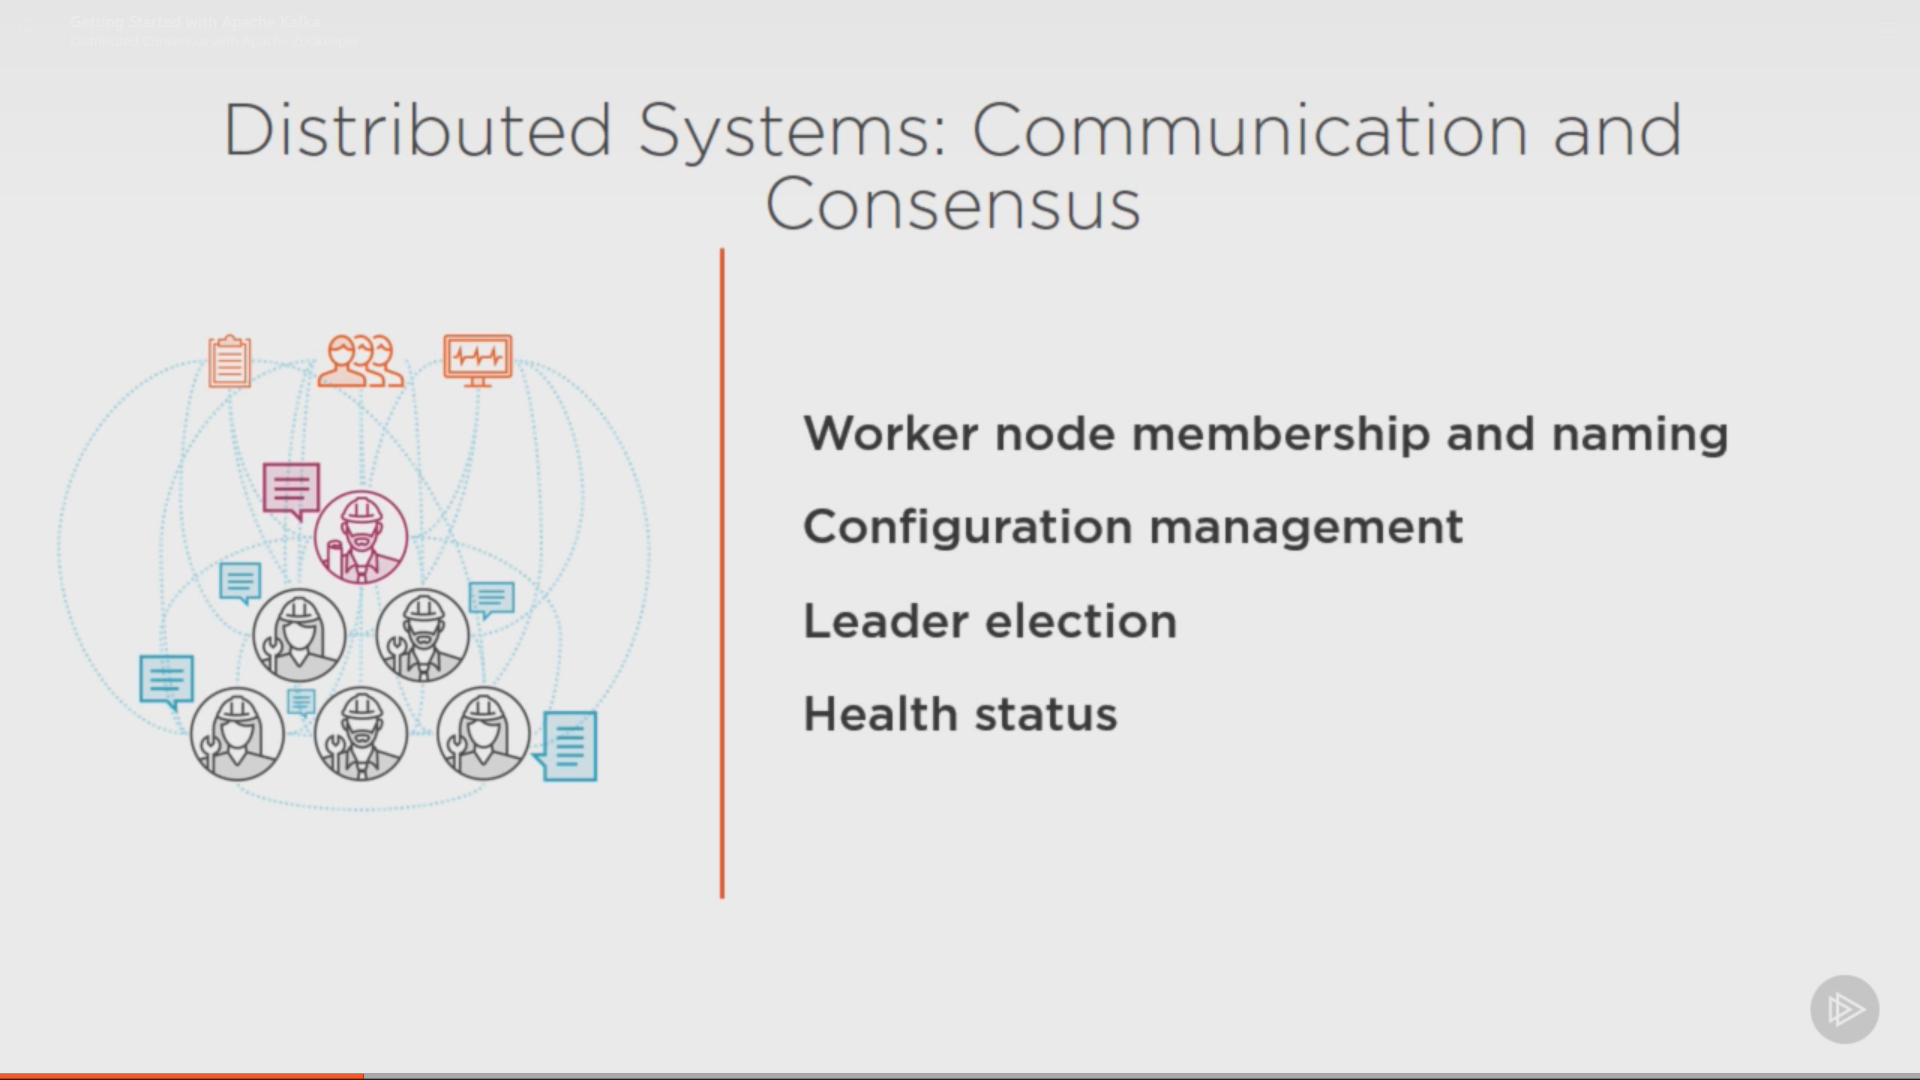 Getting Started with Apache Kafka
Distributed Consensus with Apache Zookeeper
Distributed Systems: Communication and
Consensus
Worker node membership and naming
Configuration management
Leader election
Health status